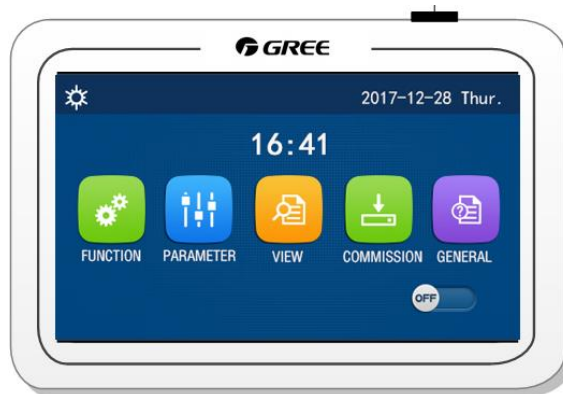 GREE
2017-12-28 Thur.
16:41
FUNCTION PARAMETER VIEW COMMISSION GENERAL
OFF